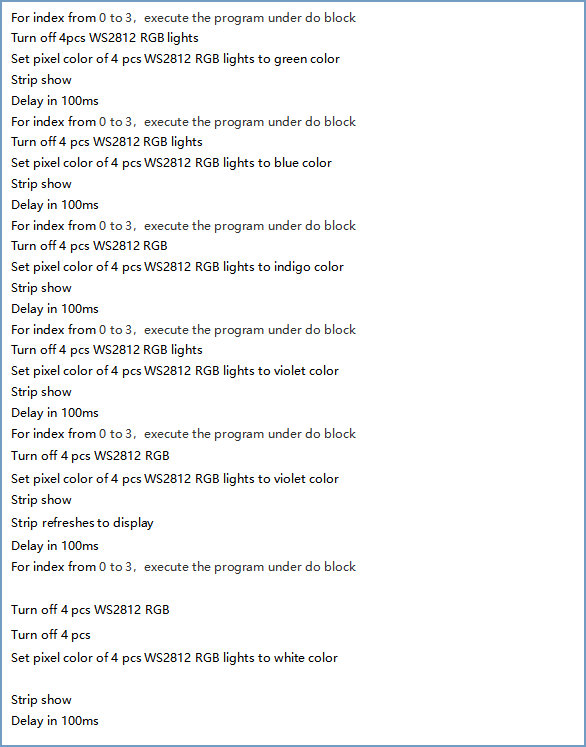 For index from 0 to 3，execute the program under do block
Turn off 4pcs WS2812 RGB lights
Set pixel color of 4 pcs WS2812 RGB lights to green color
Strip show
Delay in 100ms
For index from 0 to 3，execute the program under do block
Turn off 4 pcs WS2812 RGB lights
Set pixel color of 4 pcs WS2812 RGB lights to blue color
Strip show
Delay in 100ms
For index from 0 to 3，execute the program under do block
Turn off 4 pcs WS2812 RGB
Set pixel color of 4 pcs WS2812 RGB lights to indigo color
Strip show
Delay in 100ms
For index from 0 to 3，execute the program under do block
Turn off 4 pcs WS2812 RGB lights
Set pixel color of 4 pcs WS2812 RGB lights to violet color
Strip show
Delay in 100ms
For index from 0 to 3，execute the program under do block
Turn off 4 pcs WS2812 RGB
Set pixel color of 4 pcs WS2812 RGB lights to violet color
Strip show
Strip refreshes to display
Delay in 100ms
For index from 0 to 3，execute the program under do block
Turn off 4 pcs WS2812 RGB
Turn off 4 pcs
Set pixel color of 4 pcs WS2812 RGB lights to white color
Strip show
Delay in 100ms